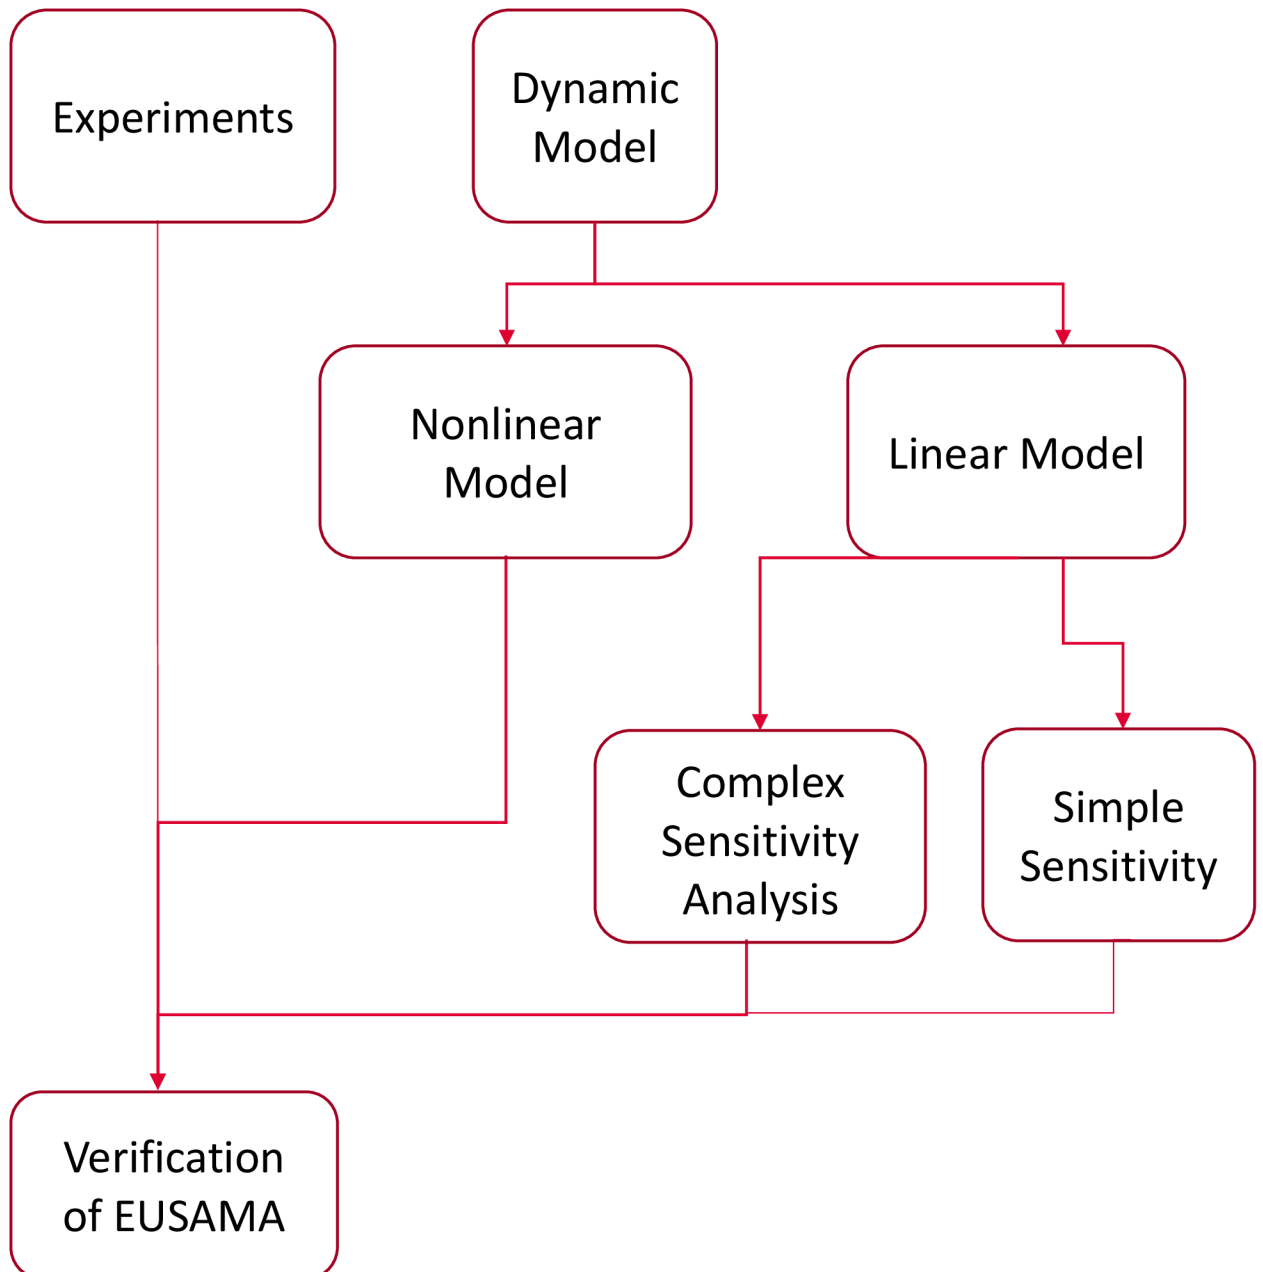 Experiments
Dynamic
Model
Nonlinear
Model
Linear Model
Complex
Sensitivity
Analysis
Simple
Sensitivity
Verification
of EUSAMA